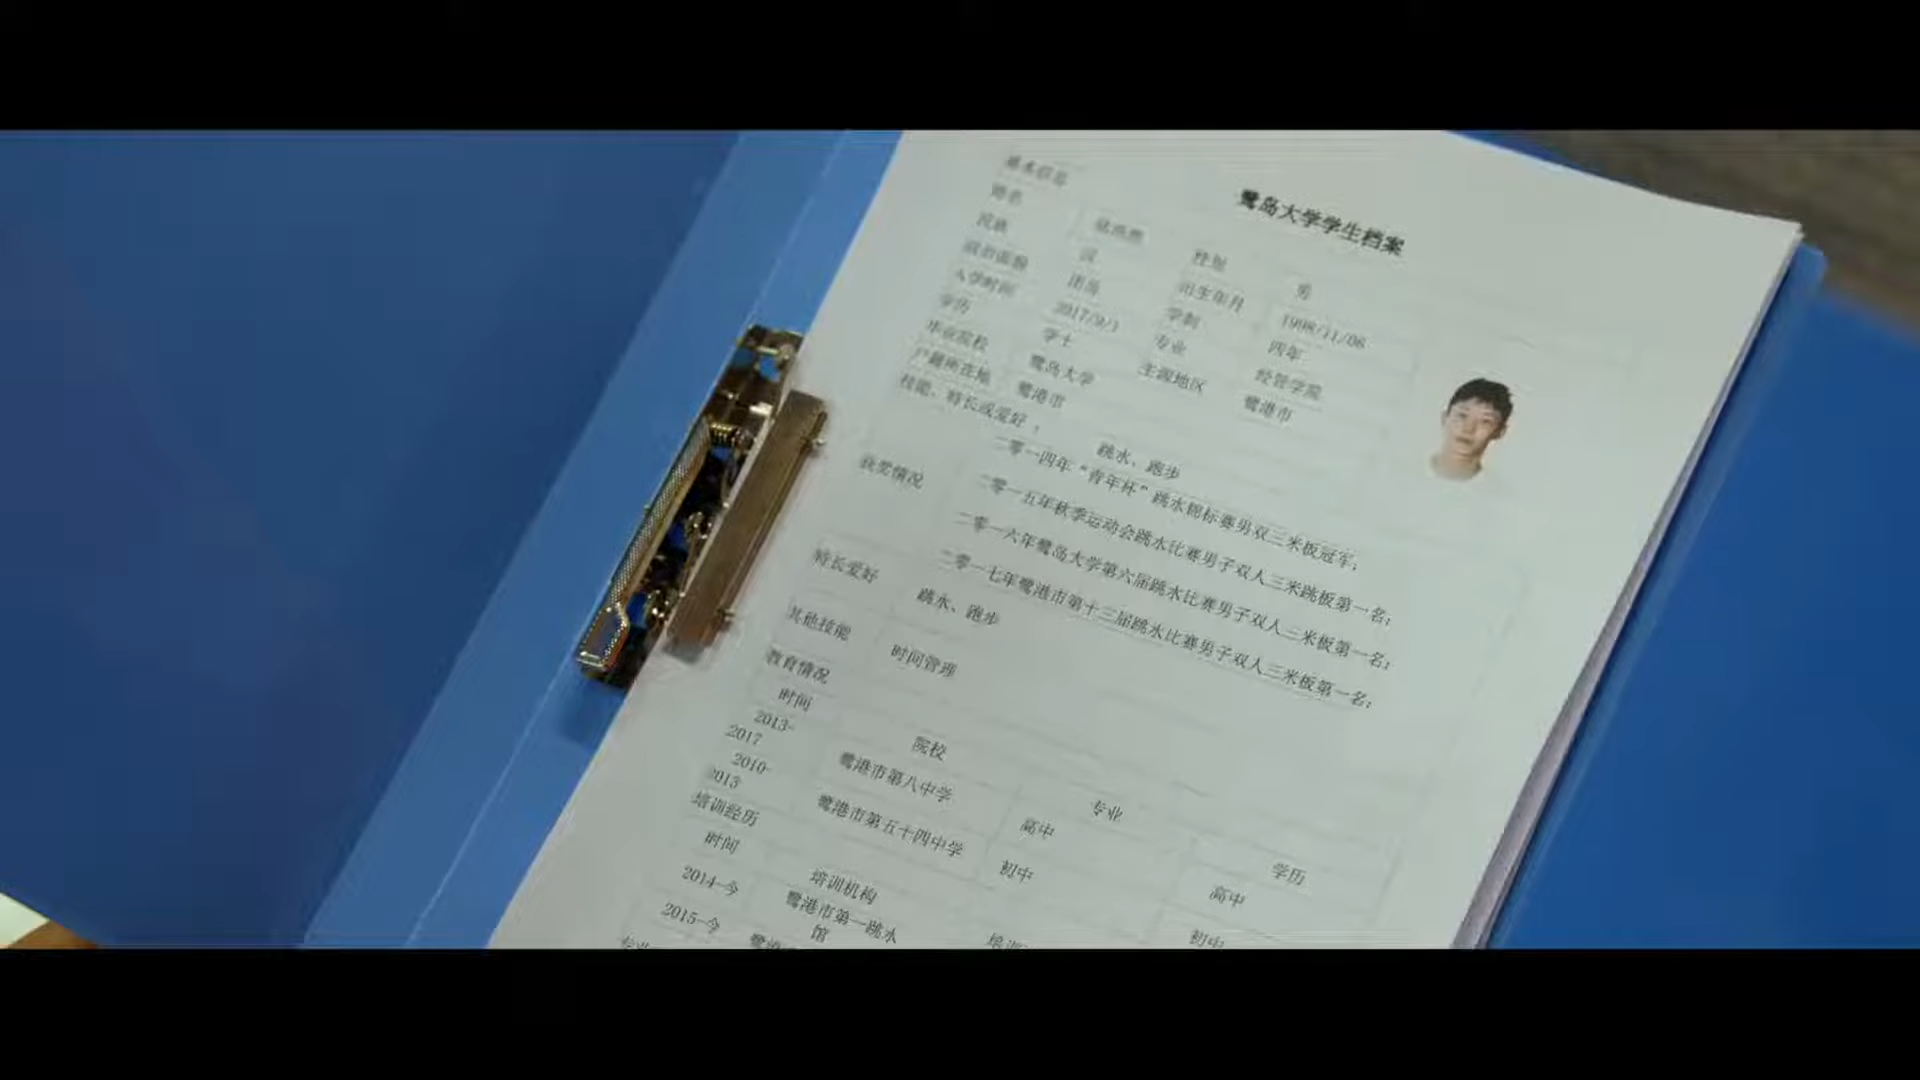 鹭岛大学学生档案
基本信息
姓名 性别 男
民族 汉 出生年月 1998/11/08
政治面貌 团员 学制 四年
入学时间 2017/9/1 专业 经管学院
学历 学士 生源地区 鹭港市
毕业院校 鹭岛大学
户籍所在地 鹭港市
技能、特长或爱好: 跳水、跑步
获奖情况 二零一四年“青年杯”跳水锦标赛男双三米板冠军;
二零一五年秋季运动会跳水比赛男子双人三米跳板第一名;
二零一六年鹭岛大学第六届跳水比赛男子双人三米板第一名;
二零一七年鹭港市第十三届跳水比赛男子双人三米板第一名;
特长爱好 跳水、跑步
其他技能 时间管理
教育情况
时间 院校 专业 学历
2013-2017 鹭港市第八中学 高中 高中
2010-2013 鹭港市第五十四中学 初中 初中
培训经历
时间 培训机构 培训
2014-今 鹭港市第一跳水馆
2015-今 鹭港